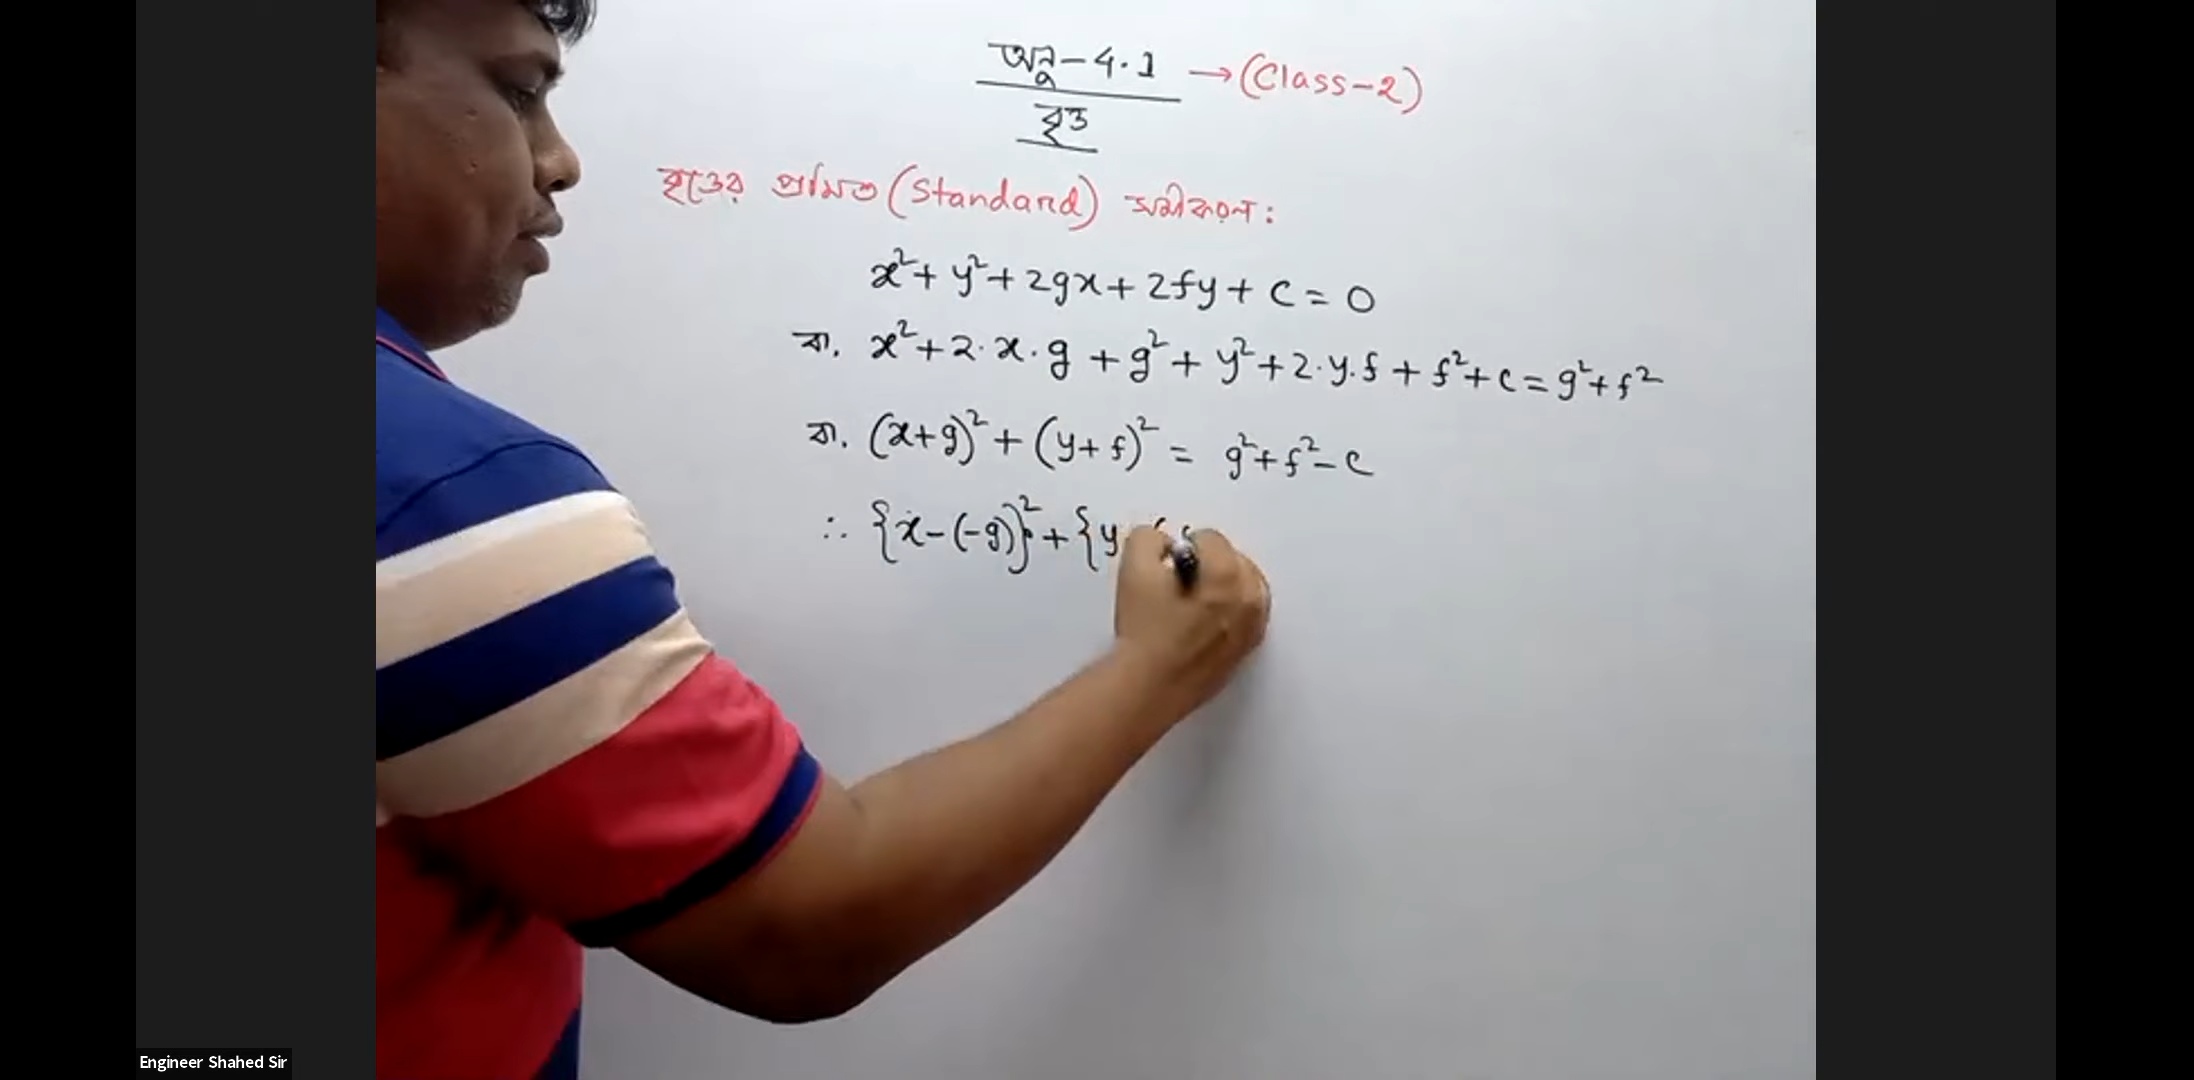 অনু-4.1 → (Class-2)
বৃত্ত
বৃত্তের প্রমিত (Standard) সমীকরণ:
x²+ y²+ 2gx+ 2fy+ c = 0
বা, x²+2·x·g + g²+ y²+2·y·f + f²+c = g²+f²
বা, (x+g)²+(y+f)² = g²+f²-c
∴ {x-(-g)}²+{y
Engineer Shahed Sir